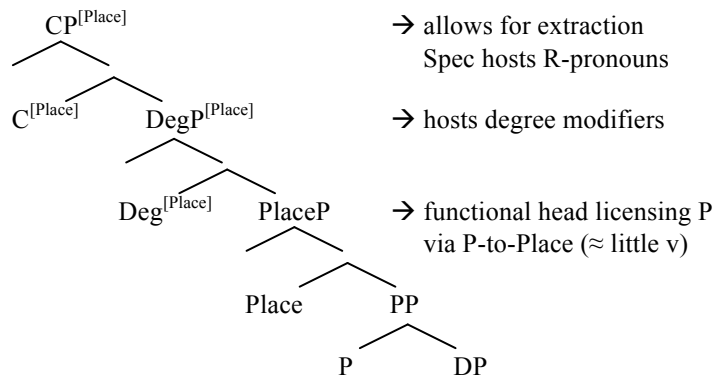 CP[Place] → allows for extraction
Spec hosts R-pronouns
C[Place] DegP[Place] → hosts degree modifiers
Deg[Place] PlaceP → functional head licensing P
via P-to-Place (≈ little v)
Place PP
P DP